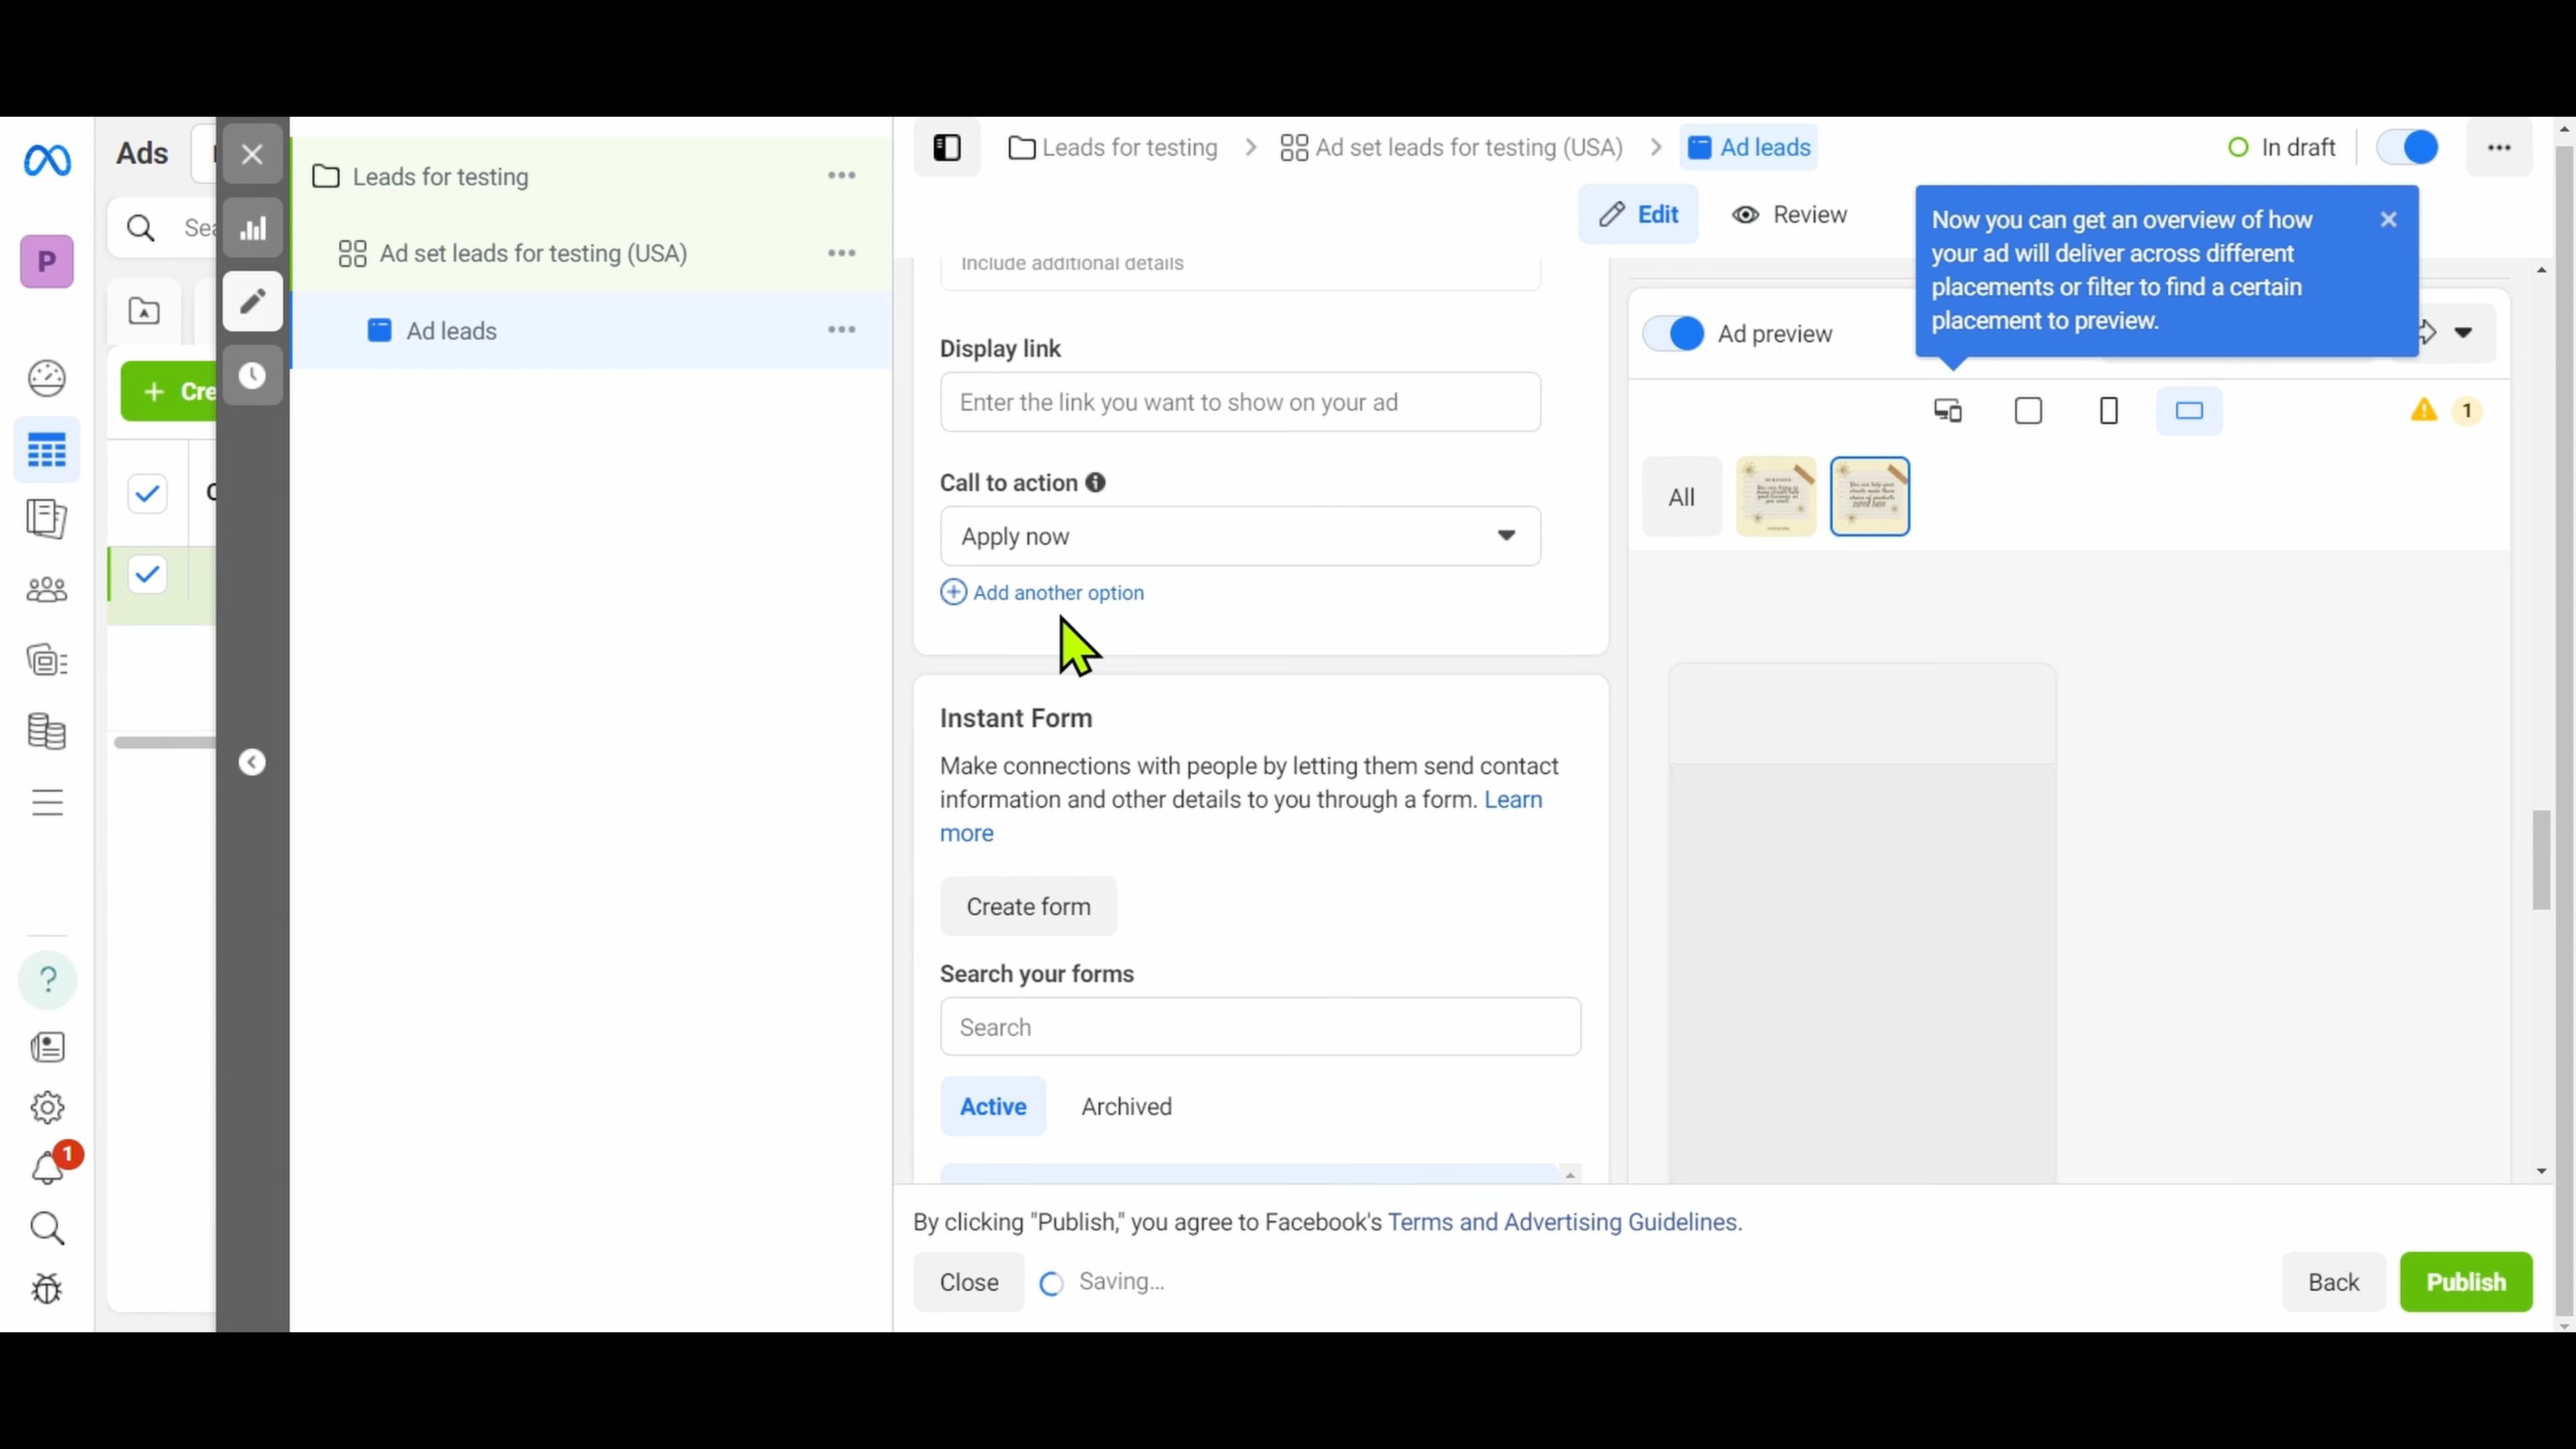 Ads
Sea
P
Cre
?
1
Leads for testing
Ad set leads for testing (USA)
Ad leads
Leads for testing
Ad set leads for testing (USA)
Ad leads
In draft
Edit
Review
Include additional details
Display link
Enter the link you want to show on your ad
Call to action
Apply now
Add another option
Instant Form
Make connections with people by letting them send contact
information and other details to you through a form. Learn
more
Create form
Search your forms
Search
Active
Archived
Now you can get an overview of how
your ad will deliver across different
placements or filter to find a certain
placement to preview.
Ad preview
1
All
By clicking "Publish," you agree to Facebook's Terms and Advertising Guidelines.
Close
Saving...
Back
Publish